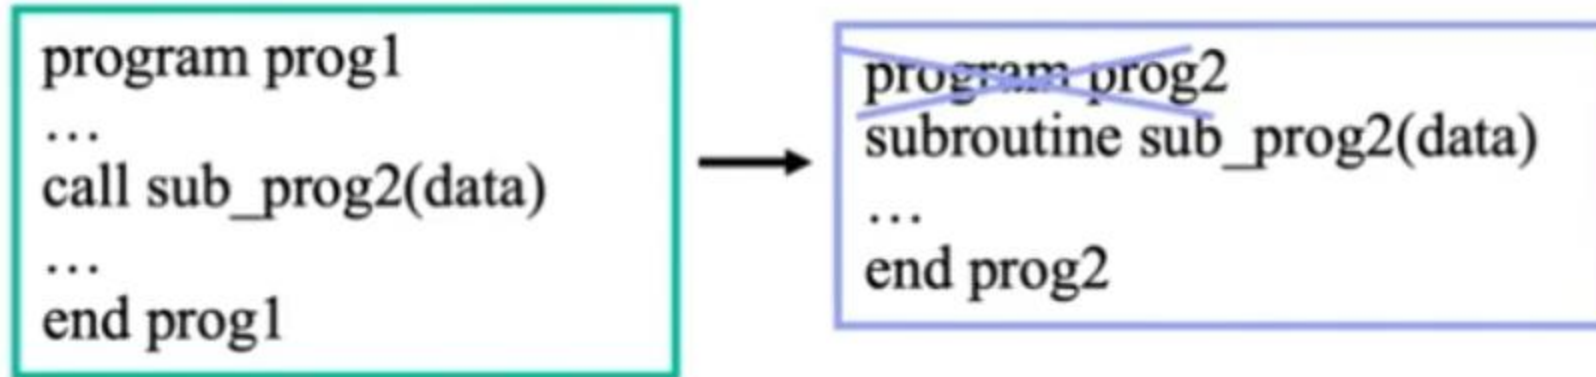 program prog1
...
call sub_prog2(data)
...
end prog1
program prog2
subroutine sub_prog2(data)
...
end prog2